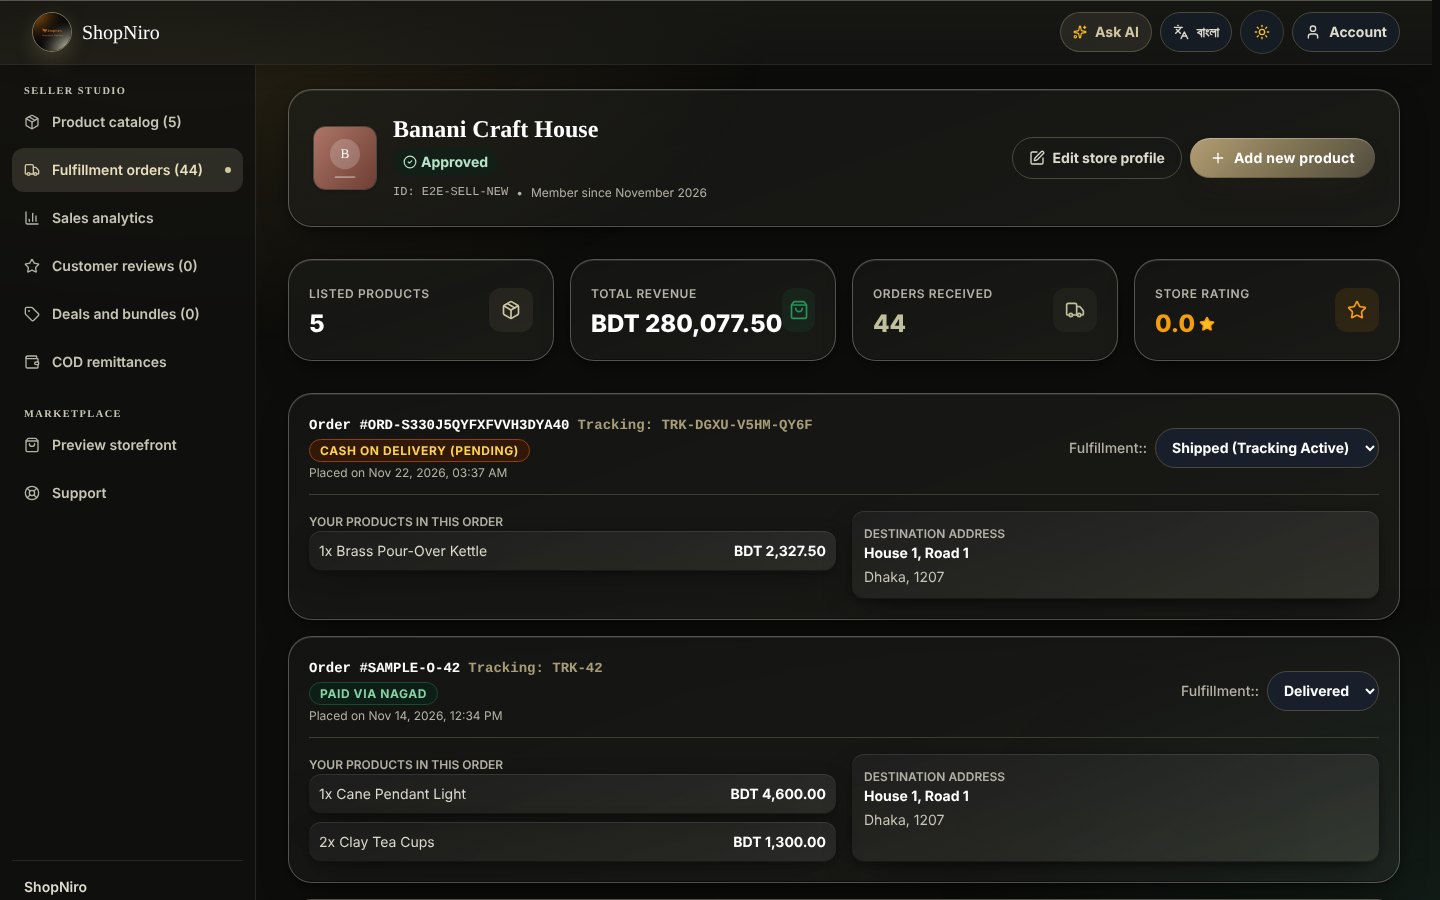 ShopNiro
Ask AI
বাংলা
Account
SELLER STUDIO
Product catalog (5)
Fulfillment orders (44)
Sales analytics
Customer reviews (0)
Deals and bundles (0)
COD remittances
MARKETPLACE
Preview storefront
Support
ShopNiro
B
Banani Craft House
Approved
ID: E2E-SELL-NEW • Member since November 2026
Edit store profile
Add new product
LISTED PRODUCTS
5
TOTAL REVENUE
BDT 280,077.50
ORDERS RECEIVED
44
STORE RATING
0.0
Order #ORD-S330J5QYFXFVVH3DYA40 Tracking: TRK-DGXU-V5HM-QY6F
CASH ON DELIVERY (PENDING)
Placed on Nov 22, 2026, 03:37 AM
Fulfillment::
Shipped (Tracking Active)
YOUR PRODUCTS IN THIS ORDER
1x Brass Pour-Over Kettle BDT 2,327.50
DESTINATION ADDRESS
House 1, Road 1
Dhaka, 1207
Order #SAMPLE-O-42 Tracking: TRK-42
PAID VIA NAGAD
Placed on Nov 14, 2026, 12:34 PM
Fulfillment::
Delivered
YOUR PRODUCTS IN THIS ORDER
1x Cane Pendant Light BDT 4,600.00
2x Clay Tea Cups BDT 1,300.00
DESTINATION ADDRESS
House 1, Road 1
Dhaka, 1207